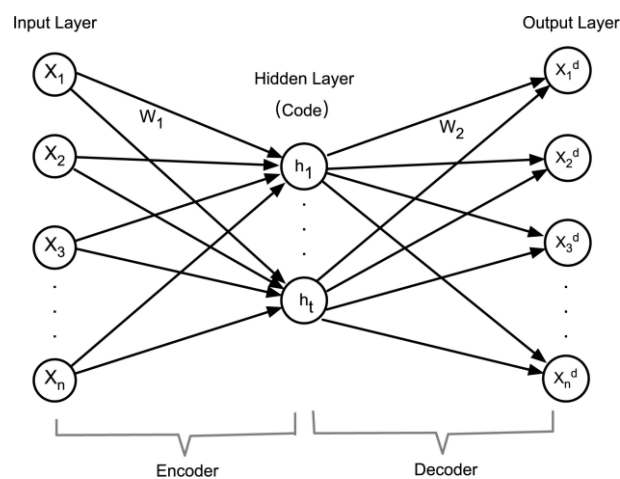 Input Layer
Output Layer
Hidden Layer
(Code)
X1
X2
X3
Xn
W1
W2
h1
ht
X1d
X2d
X3d
Xnd
Encoder
Decoder